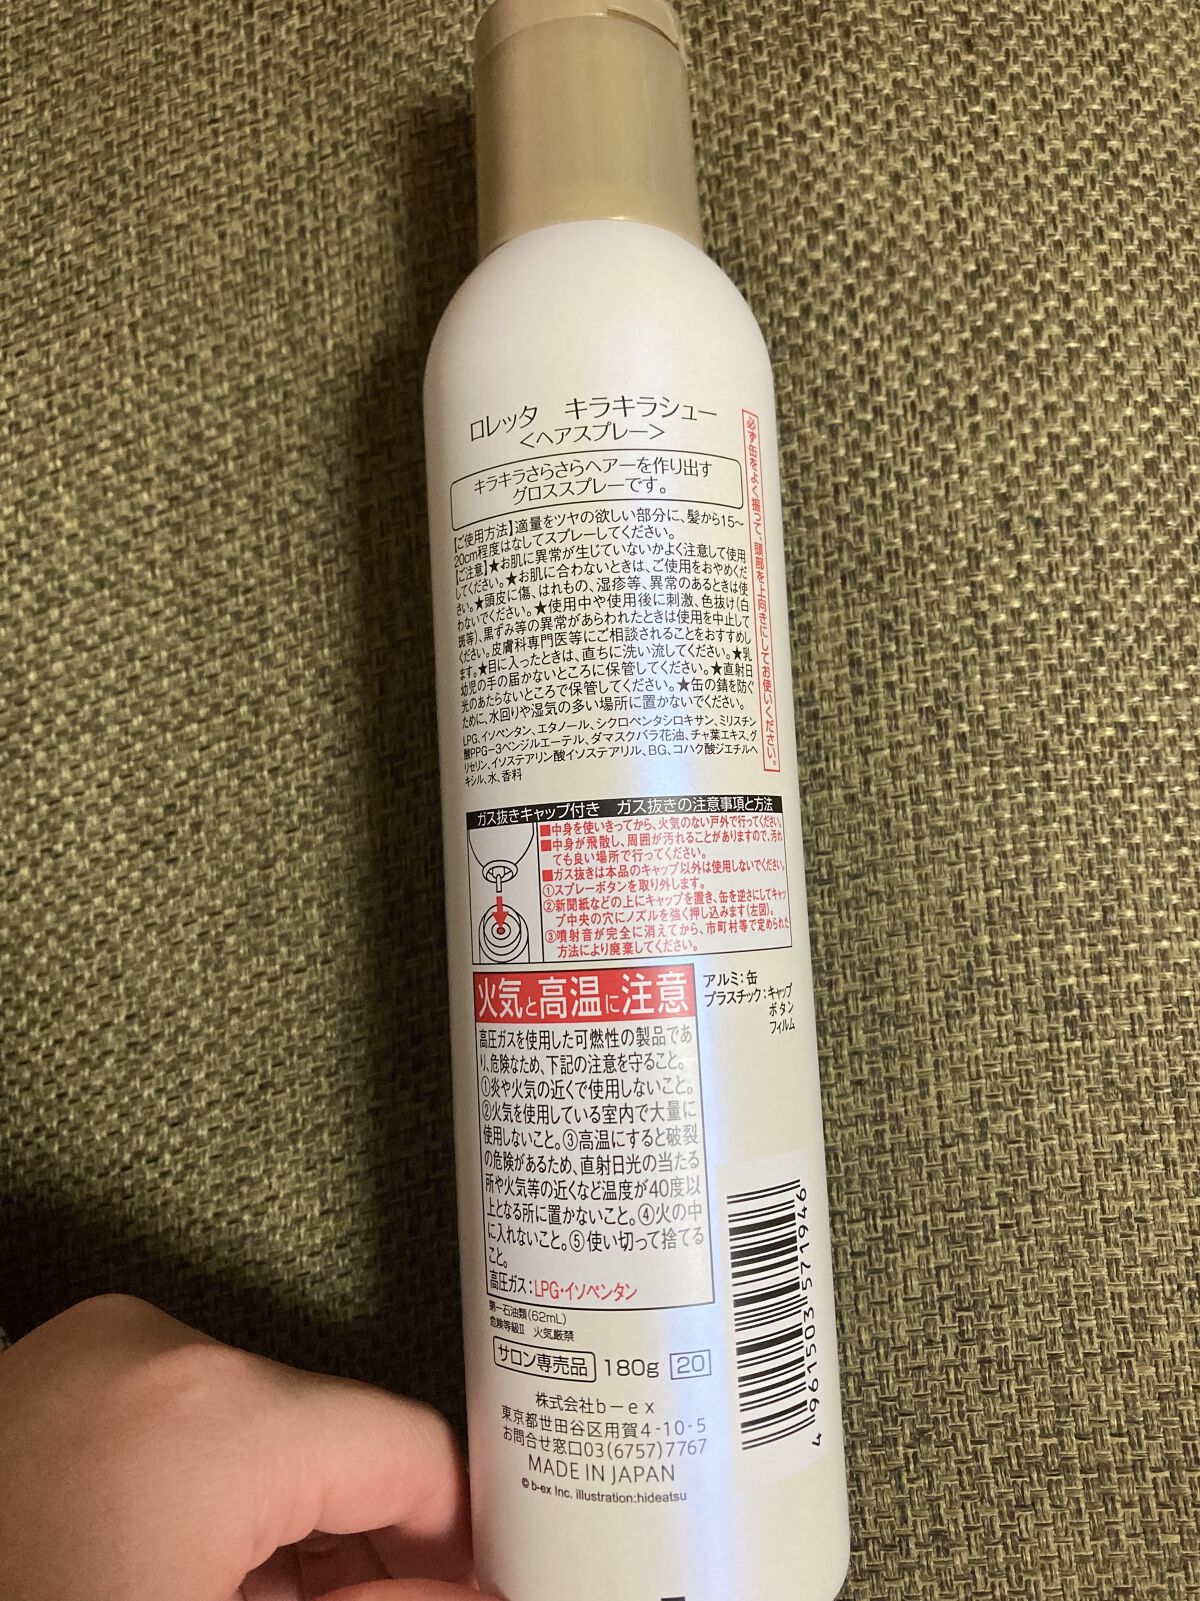 ロレッタ　キラキラシュー
＜ヘアスプレー＞
キラキラさらさらヘアーを作り出す
グロススプレーです。
必ず缶をよく振って、頭部を上向きにしてお使いください。
【ご使用方法】適量をツヤの欲しい部分に、髪から15〜
20cm程度はなしてスプレーしてください。
【ご注意】★お肌に異常が生じていないかよく注意して使用
してください。★お肌に合わないときは、ご使用をおやめくだ
さい。★頭皮に傷、はれもの、湿疹等、異常のあるときは使
わないでください。★使用中や使用後に刺激、色抜け(白
斑等)、黒ずみ等の異常があらわれたときは使用を中止して
ください。皮膚科専門医等にご相談されることをおすすめし
ます。★目に入ったときは、直ちに洗い流してください。★乳
幼児の手の届かないところに保管してください。★直射日
光のあたらないところで保管してください。★缶の錆を防ぐ
ために、水回りや湿気の多い場所に置かないでください。
LPG、イソペンタン、エタノール、シクロペンタシロキサン、ミリスチン
酸PPG-3ベンジルエーテル、ダマスクバラ花油、チャ葉エキス、グ
リセリン、イソステアリン酸イソステアリル、BG、コハク酸ジエチルヘ
キシル、水、香料
ガス抜きキャップ付き　ガス抜きの注意事項と方法
■中身を使いきってから、火気のない戸外で行ってください。
■中身が飛散し、周囲が汚れることがありますので、汚れ
ても良い場所で行ってください。
■ガス抜きは本品のキャップ以外は使用しないでください。
①スプレーボタンを取り外します。
②新聞紙などの上にキャップを置き、缶を逆さにしてキャッ
プ中央の穴にノズルを強く押し込みます(左図)。
③噴射音が完全に消えてから、市町村等で定められた
方法により廃棄してください。
火気と高温に注意
高圧ガスを使用した可燃性の製品であ
り、危険なため、下記の注意を守ること。
①炎や火気の近くで使用しないこと。
②火気を使用している室内で大量に
使用しないこと。③高温にすると破裂
の危険があるため、直射日光の当たる
所や火気等の近くなど温度が40度以
上となる所に置かないこと。④火の中
に入れないこと。⑤使い切って捨てる
こと。
高圧ガス：LPG・イソペンタン
アルミ：缶
プラスチック：キャップ
ボタン
フィルム
第一石油類(62mL)
危険等級Ⅱ　火気厳禁
サロン専売品 180g 20
株式会社b-ex
東京都世田谷区用賀4-10-5
お問合せ窓口03(6757)7767
MADE IN JAPAN
© b-ex Inc. illustration:hideatsu
4 961503 571946